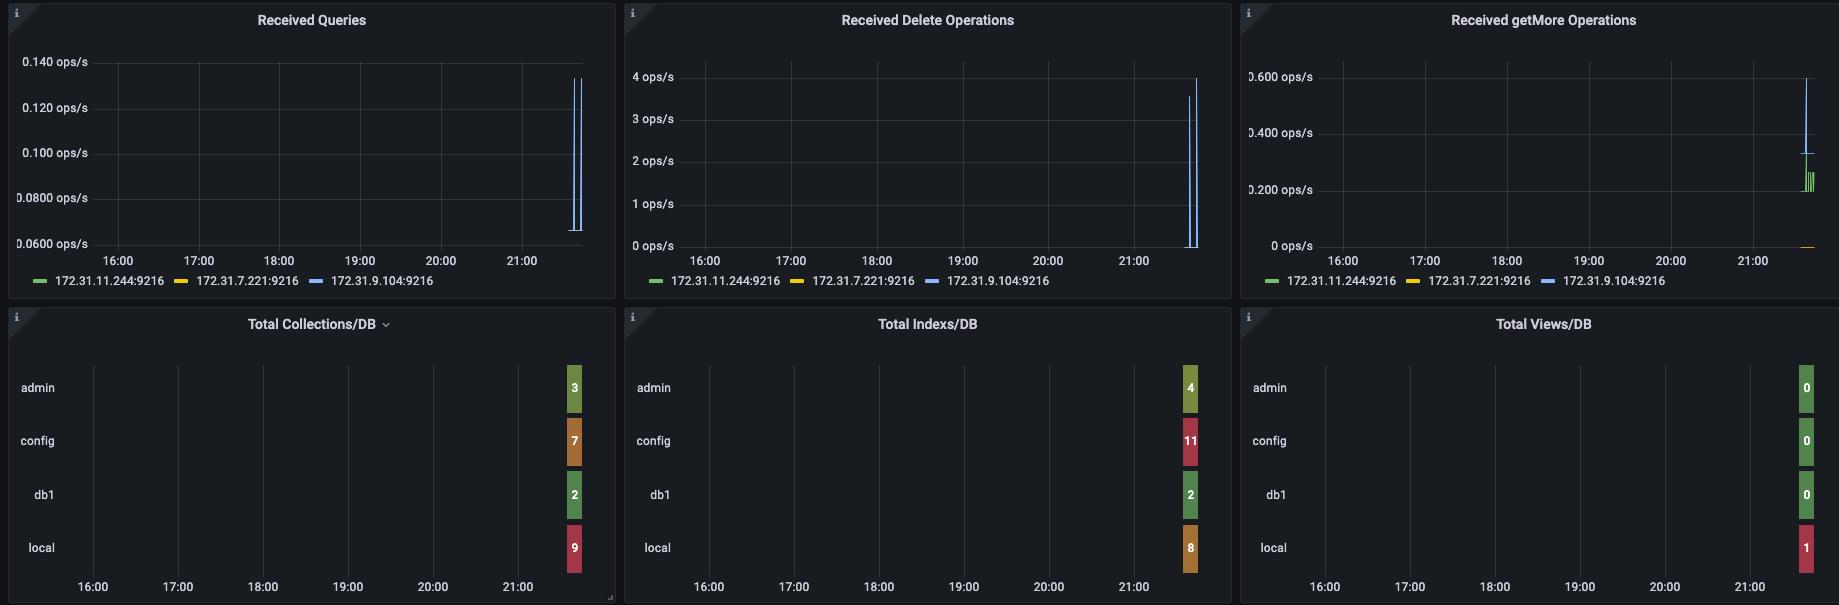 Received Queries
0.140 ops/s
0.120 ops/s
0.100 ops/s
0.0800 ops/s
0.0600 ops/s
16:00 17:00 18:00 19:00 20:00 21:00
172.31.11.244:9216 172.31.7.221:9216 172.31.9.104:9216
Received Delete Operations
4 ops/s
3 ops/s
2 ops/s
1 ops/s
0 ops/s
16:00 17:00 18:00 19:00 20:00 21:00
172.31.11.244:9216 172.31.7.221:9216 172.31.9.104:9216
Received getMore Operations
0.600 ops/s
0.400 ops/s
0.200 ops/s
0 ops/s
16:00 17:00 18:00 19:00 20:00 21:00
172.31.11.244:9216 172.31.7.221:9216 172.31.9.104:9216
Total Collections/DB
admin 3
config 7
db1 2
local 9
16:00 17:00 18:00 19:00 20:00 21:00
Total Indexs/DB
admin 4
config 11
db1 2
local 8
16:00 17:00 18:00 19:00 20:00 21:00
Total Views/DB
admin 0
config 0
db1 0
local 1
16:00 17:00 18:00 19:00 20:00 21:00